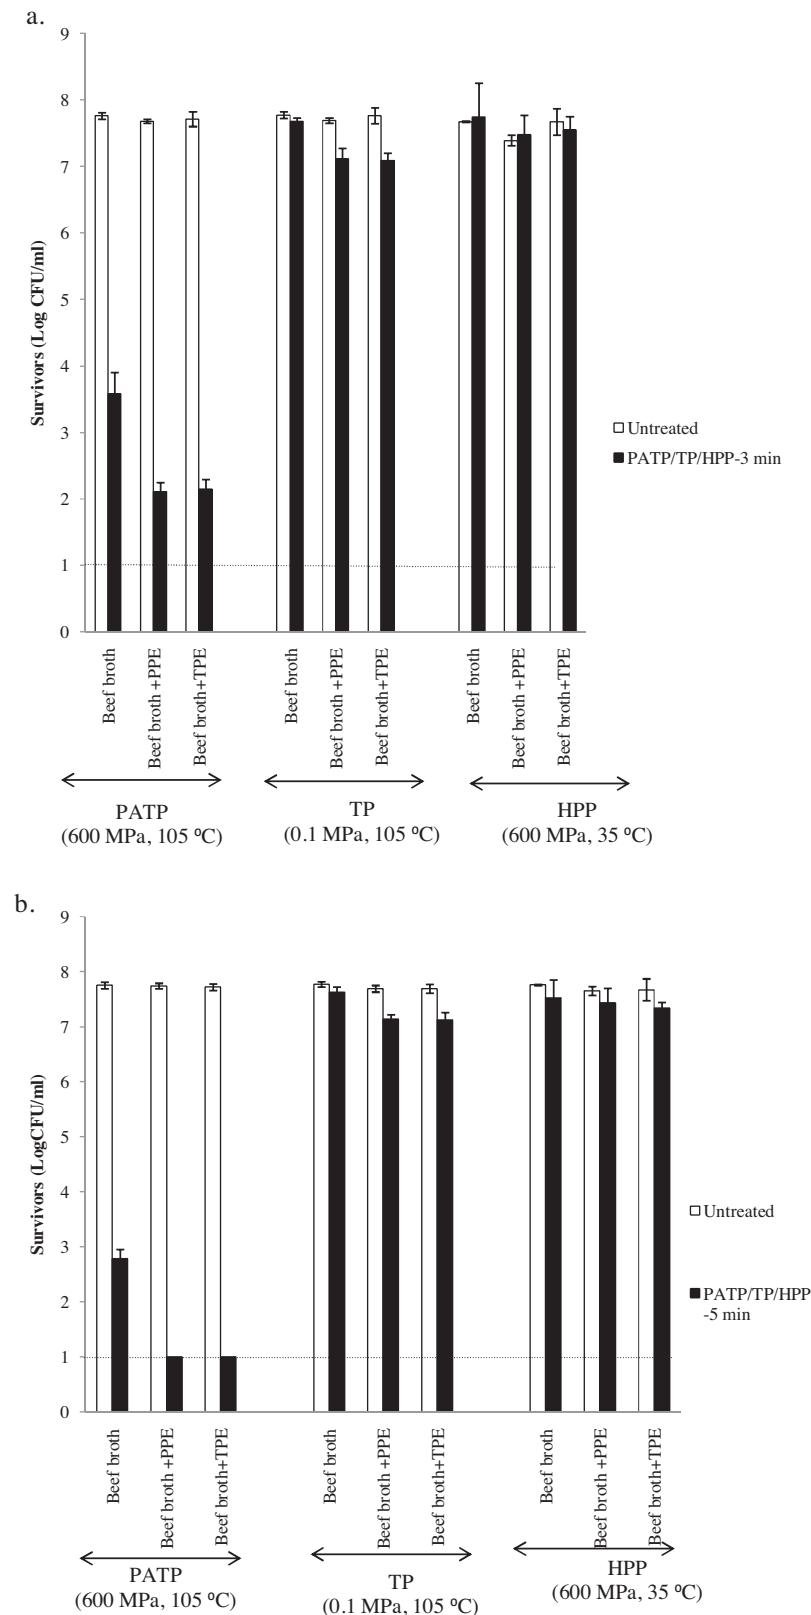 a.
9
8
7
6
5
4
3
2
1
0
Survivors (Log CFU/ml)
Untreated
PATP/TP/HPP-3 min
Beef broth
Beef broth +PPE
Beef broth+TPE
Beef broth
Beef broth +PPE
Beef broth+TPE
Beef broth
Beef broth +PPE
Beef broth+TPE
PATP
(600 MPa, 105 ºC)
TP
(0.1 MPa, 105 ºC)
HPP
(600 MPa, 35 ºC)
b.
9
8
7
6
5
4
3
2
1
0
Survivors (LogCFU/ml)
Untreated
PATP/TP/HPP
-5 min
Beef broth
Beef broth +PPE
Beef broth+TPE
Beef broth
Beef broth +PPE
Beef broth+TPE
Beef broth
Beef broth +PPE
Beef broth+TPE
PATP
(600 MPa, 105 ºC)
TP
(0.1 MPa, 105 ºC)
HPP
(600 MPa, 35 ºC)